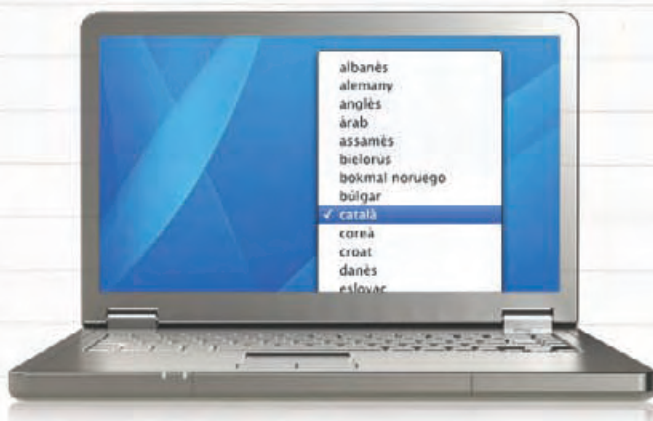 albanès
alemany
anglès
àrab
assamès
bielorús
bokmal noruego
búlgar
✓ català
coreà
croat
danès
eslovac